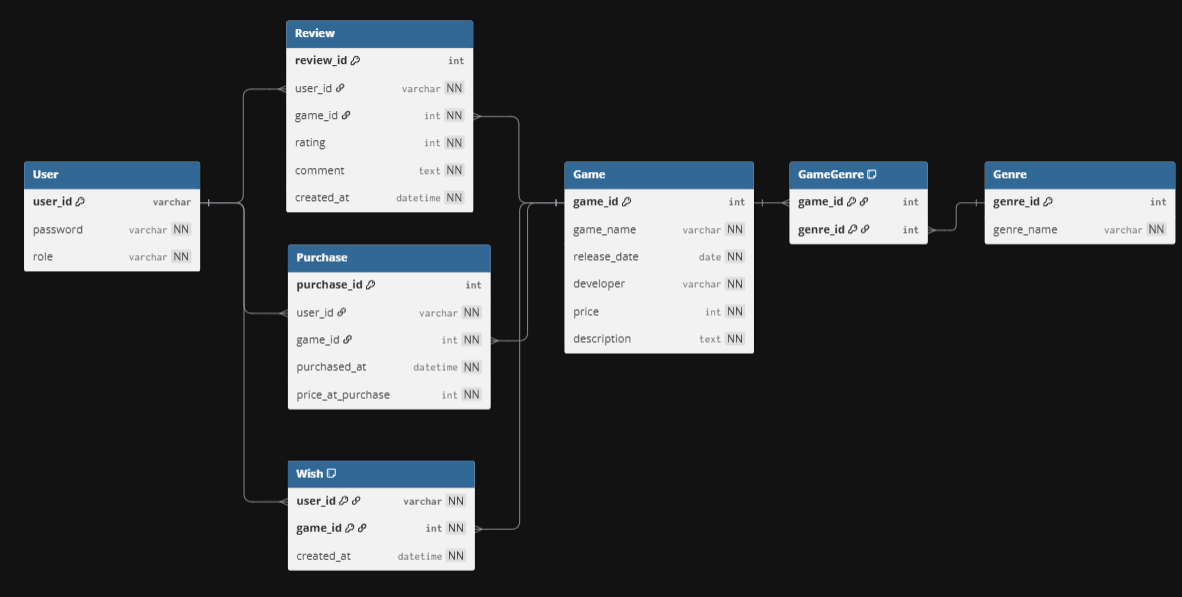 Review
review_id int
user_id varchar NN
game_id int NN
rating int NN
comment text NN
created_at datetime NN
User
user_id varchar
password varchar NN
role varchar NN
Purchase
purchase_id int
user_id varchar NN
game_id int NN
purchased_at datetime NN
price_at_purchase int NN
Wish
user_id varchar NN
game_id int NN
created_at datetime NN
Game
game_id int
game_name varchar NN
release_date date NN
developer varchar NN
price int NN
description text NN
GameGenre
game_id int
genre_id int
Genre
genre_id int
genre_name varchar NN